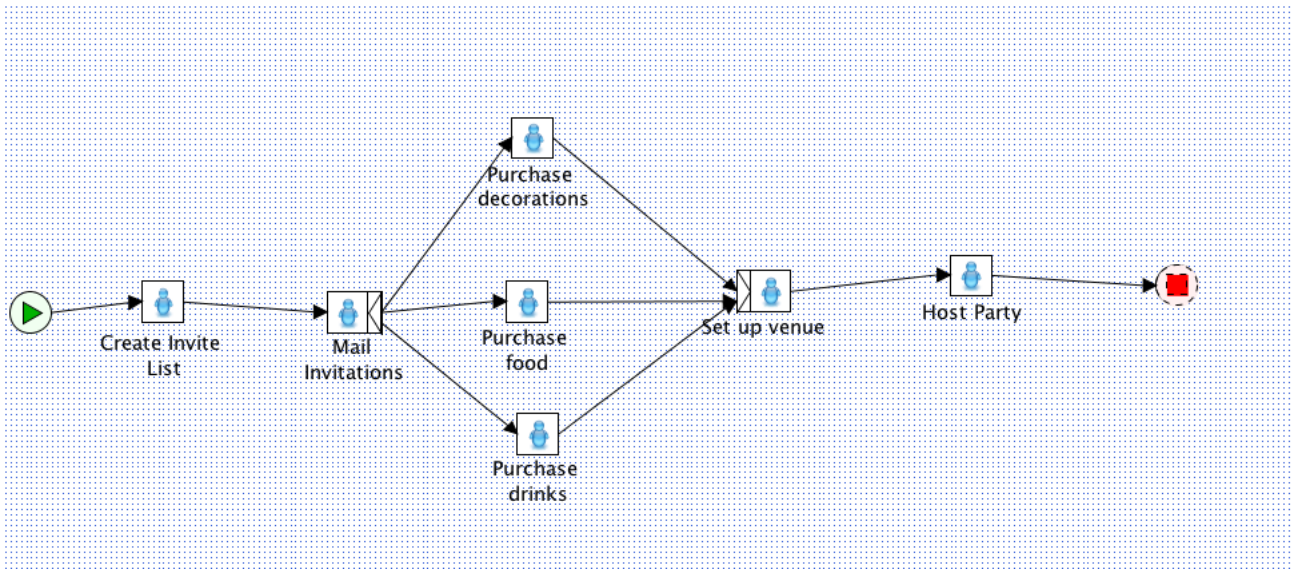 Create Invite
List
Mail
Invitations
Purchase
decorations
Purchase
food
Purchase
drinks
Set up venue
Host Party